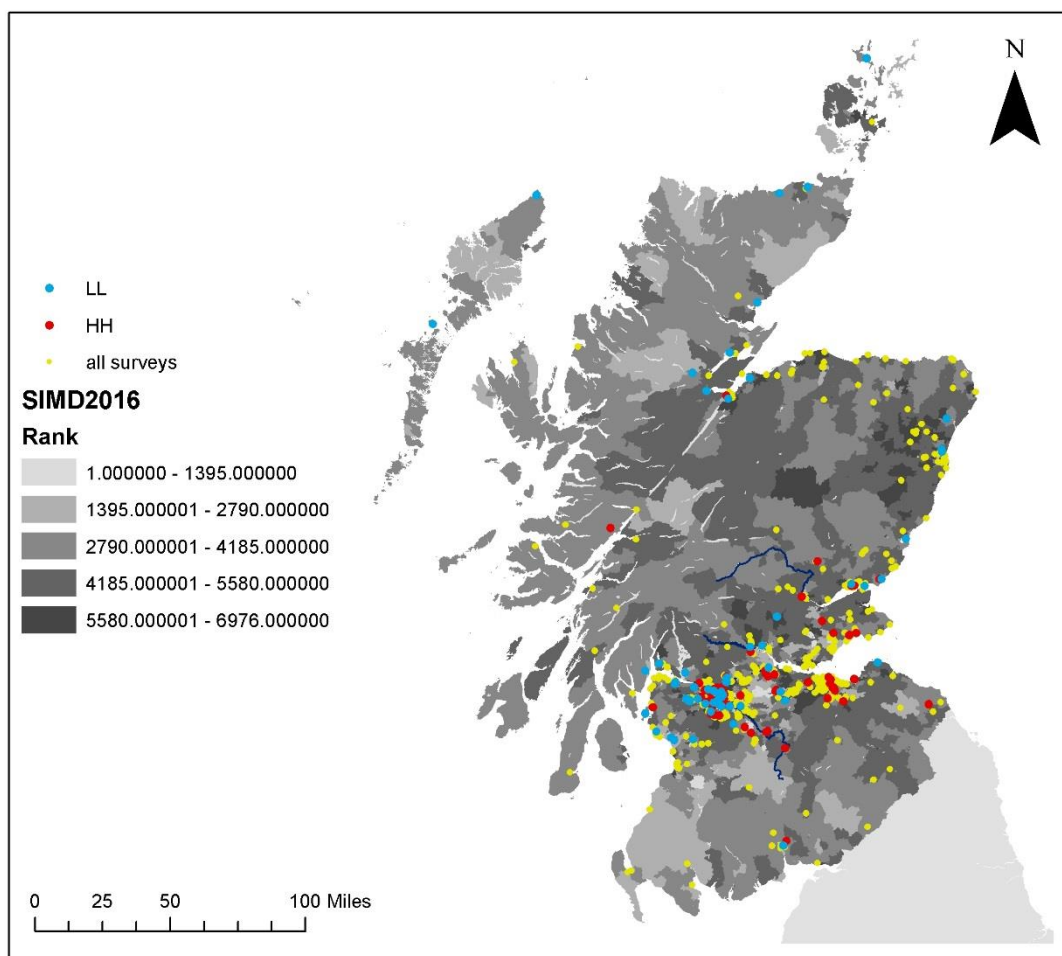 N
LL
HH
all surveys
SIMD2016
Rank
1.000000 - 1395.000000
1395.000001 - 2790.000000
2790.000001 - 4185.000000
4185.000001 - 5580.000000
5580.000001 - 6976.000000
0 25 50 100 Miles